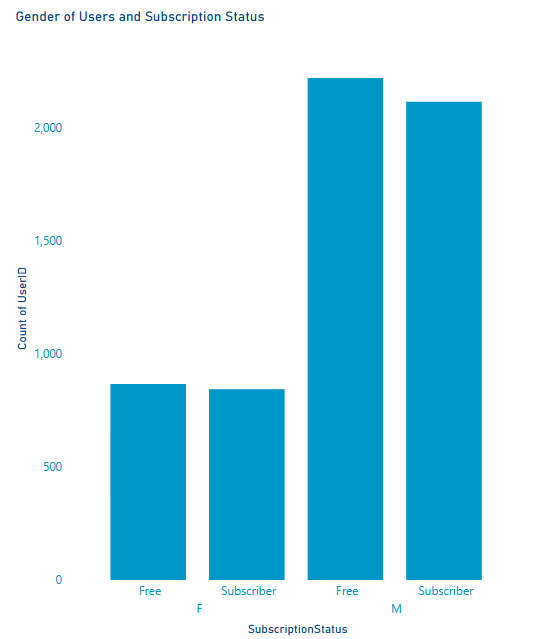 Gender of Users and Subscription Status
Count of UserID
2,000
1,500
1,000
500
0
Free Subscriber Free Subscriber
F M
SubscriptionStatus